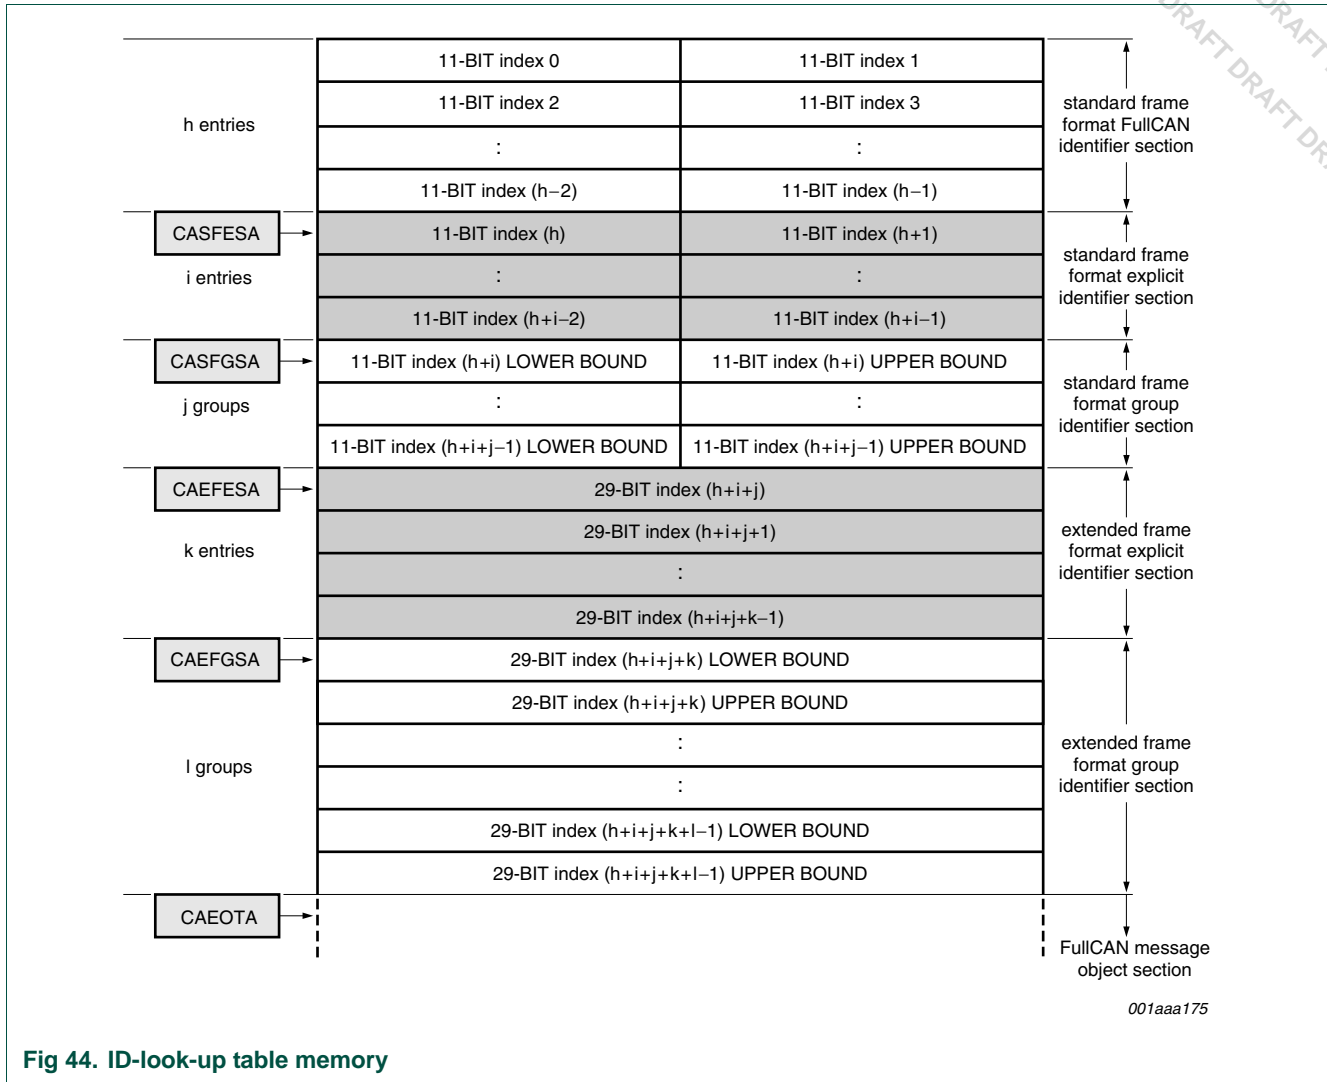 DRAFT DRAFT DRAFT
DRAFT DRAFT
11-BIT index 0 11-BIT index 1
11-BIT index 2 11-BIT index 3
: :
11-BIT index (h−2) 11-BIT index (h−1)
h entries
standard frame
format FullCAN
identifier section
CASFESA
11-BIT index (h) 11-BIT index (h+1)
: :
11-BIT index (h+i−2) 11-BIT index (h+i−1)
i entries
standard frame
format explicit
identifier section
CASFGSA
11-BIT index (h+i) LOWER BOUND 11-BIT index (h+i) UPPER BOUND
: :
11-BIT index (h+i+j−1) LOWER BOUND 11-BIT index (h+i+j−1) UPPER BOUND
j groups
standard frame
format group
identifier section
CAEFESA
29-BIT index (h+i+j)
29-BIT index (h+i+j+1)
:
29-BIT index (h+i+j+k−1)
k entries
extended frame
format explicit
identifier section
CAEFGSA
29-BIT index (h+i+j+k) LOWER BOUND
29-BIT index (h+i+j+k) UPPER BOUND
:
:
29-BIT index (h+i+j+k+l−1) LOWER BOUND
29-BIT index (h+i+j+k+l−1) UPPER BOUND
l groups
extended frame
format group
identifier section
CAEOTA
FullCAN message
object section
001aaa175
Fig 44. ID-look-up table memory